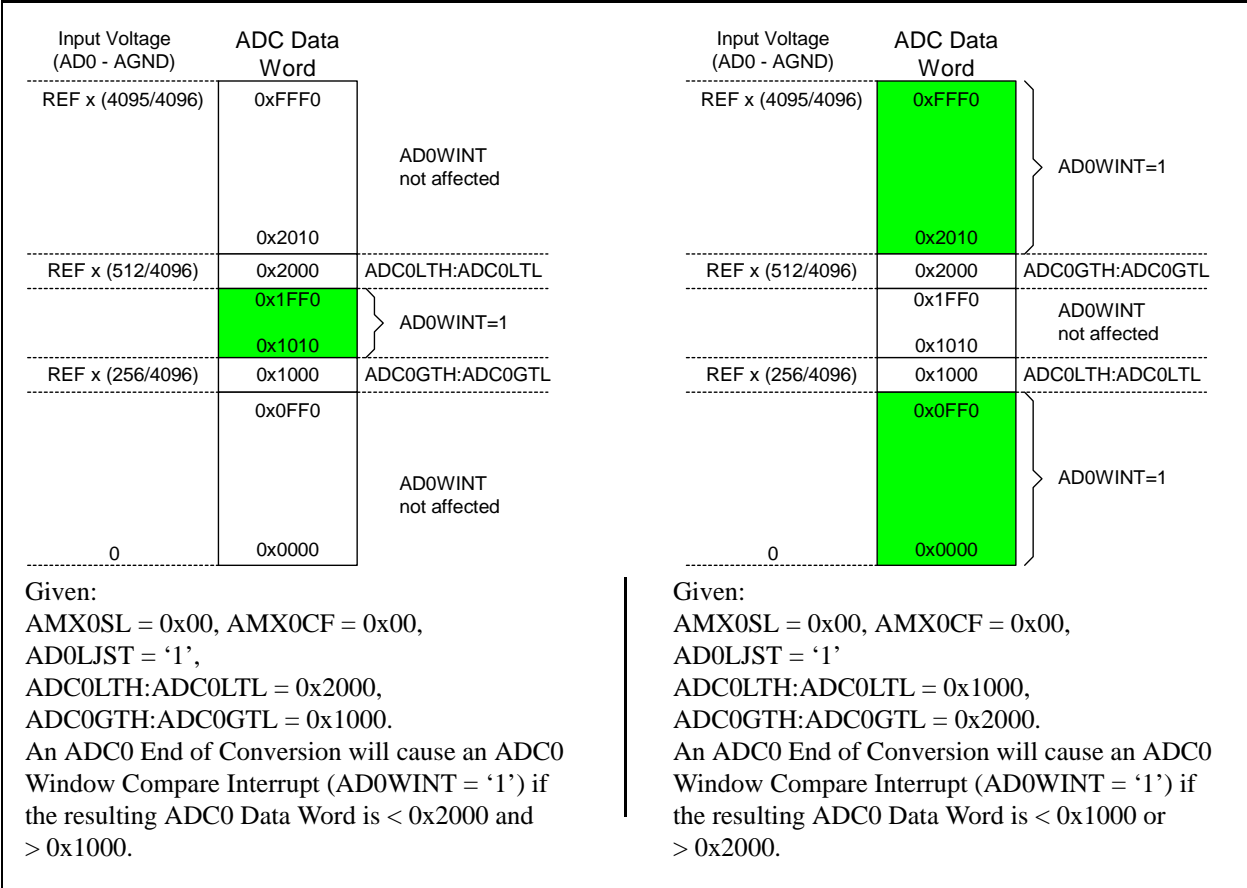 Input Voltage
(AD0 - AGND)
ADC Data
Word
REF x (4095/4096)
0xFFF0
AD0WINT
not affected
0x2010
REF x (512/4096)
0x2000
ADC0LTH:ADC0LTL
0x1FF0
AD0WINT=1
0x1010
REF x (256/4096)
0x1000
ADC0GTH:ADC0GTL
0x0FF0
AD0WINT
not affected
0
0x0000
Given:
AMX0SL = 0x00, AMX0CF = 0x00,
AD0LJST = ‘1’,
ADC0LTH:ADC0LTL = 0x2000,
ADC0GTH:ADC0GTL = 0x1000.
An ADC0 End of Conversion will cause an ADC0
Window Compare Interrupt (AD0WINT = ‘1’) if
the resulting ADC0 Data Word is < 0x2000 and
> 0x1000.
Input Voltage
(AD0 - AGND)
ADC Data
Word
REF x (4095/4096)
0xFFF0
AD0WINT=1
0x2010
REF x (512/4096)
0x2000
ADC0GTH:ADC0GTL
0x1FF0
AD0WINT
not affected
0x1010
REF x (256/4096)
0x1000
ADC0LTH:ADC0LTL
0x0FF0
AD0WINT=1
0
0x0000
Given:
AMX0SL = 0x00, AMX0CF = 0x00,
AD0LJST = ‘1’
ADC0LTH:ADC0LTL = 0x1000,
ADC0GTH:ADC0GTL = 0x2000.
An ADC0 End of Conversion will cause an ADC0
Window Compare Interrupt (AD0WINT = ‘1’) if
the resulting ADC0 Data Word is < 0x1000 or
> 0x2000.